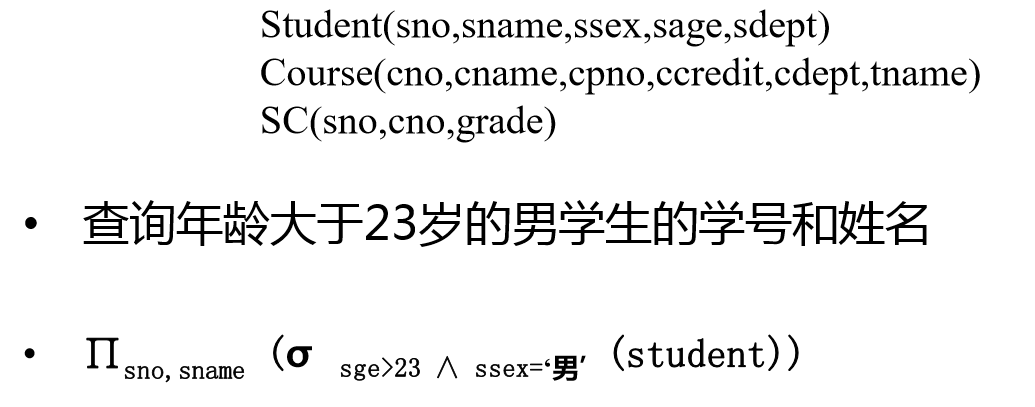 Student(sno,sname,ssex,sage,sdept)
Course(cno,cname,cpno,ccredit,cdept,tname)
SC(sno,cno,grade)
• 查询年龄大于23岁的男学生的学号和姓名
• ∏sno,sname (σ sge>23 ∧ ssex=‘男’ (student))